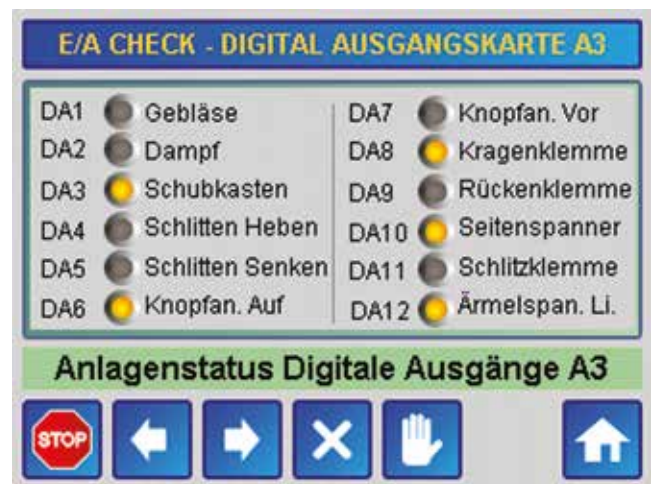 E/A CHECK - DIGITAL AUSGANGSKARTE A3
DA1 Gebläse
DA2 Dampf
DA3 Schubkasten
DA4 Schlitten Heben
DA5 Schlitten Senken
DA6 Knopfan. Auf
DA7 Knopfan. Vor
DA8 Kragenklemme
DA9 Rückenklemme
DA10 Seitenspanner
DA11 Schlitzklemme
DA12 Ärmelspan. Li.
Anlagenstatus Digitale Ausgänge A3
STOP